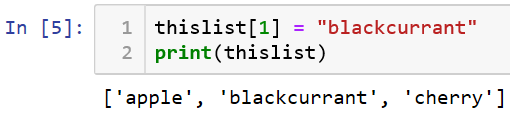 In [5]: 1 thislist[1] = "blackcurrant"
2 print(thislist)
['apple', 'blackcurrant', 'cherry']